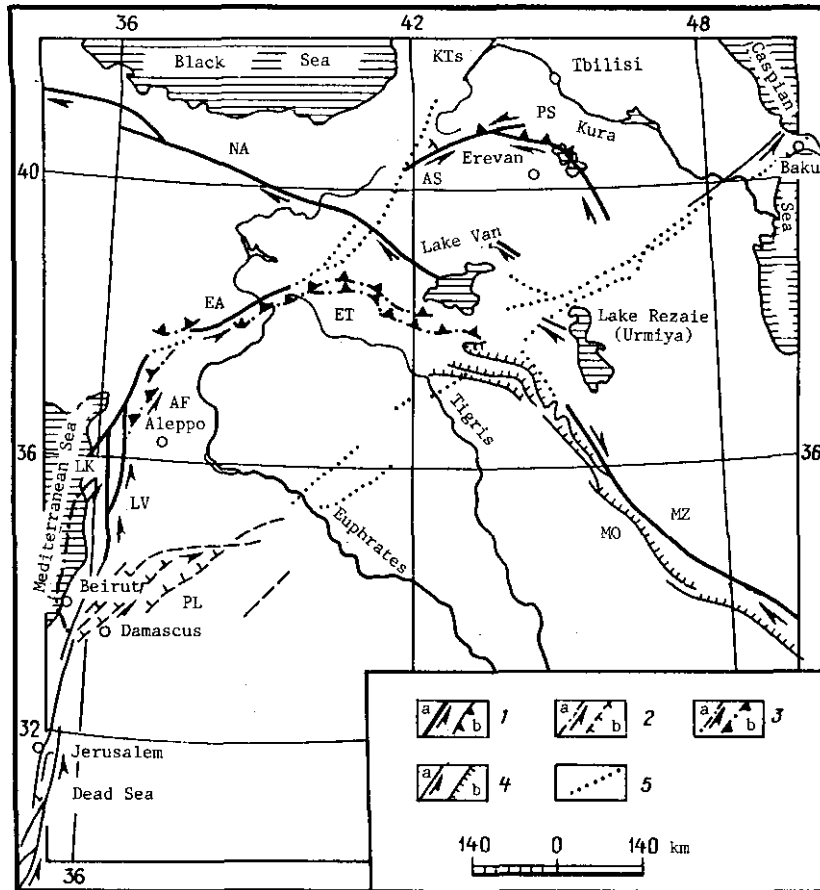 36 42 48
Black Sea
KTs
Tbilisi
Caspian
Sea
PS
Kura
NA
40
AS
Erevan
Baku
Lake Van
EA
ET
Lake Rezaie
(Urmiya)
AF
Aleppo
Tigris
36
36
LK
LV
Mediterranean Sea
MO
MZ
Euphrates
Beirut
PL
Damascus
32
Jerusalem
Dead Sea
36
a b 1
a b 2
a b 3
a b 4
5
140 0 140 km